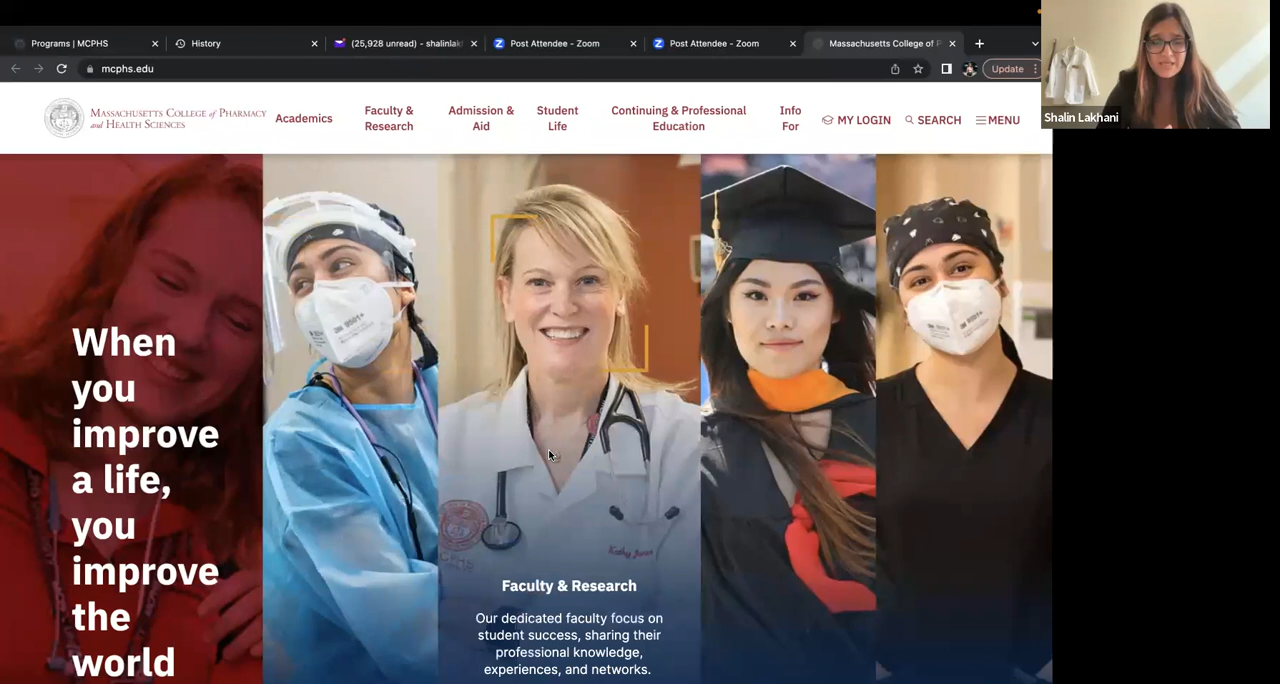 Programs | MCPHS
History
(25,928 unread) - shalinlak
Post Attendee - Zoom
Post Attendee - Zoom
Massachusetts College of P
mcphs.edu
Update
Shalin Lakhani
MASSACHUSETTS COLLEGE of PHARMACY
and HEALTH SCIENCES
Academics
Faculty &
Research
Admission &
Aid
Student
Life
Continuing & Professional
Education
Info
For
MY LOGIN
SEARCH
MENU
When
you
improve
a life,
you
improve
the
world
Faculty & Research
Our dedicated faculty focus on
student success, sharing their
professional knowledge,
experiences, and networks.